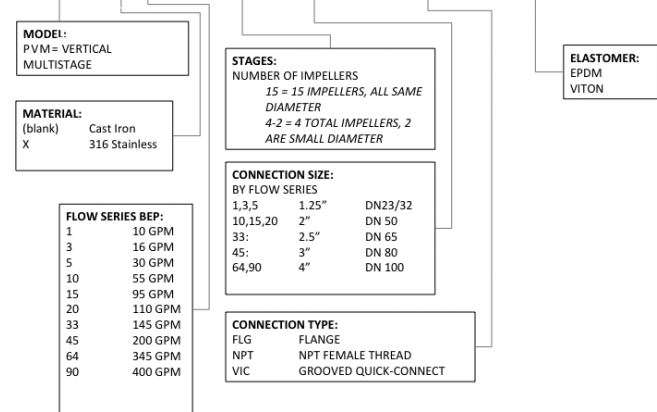 MODEL:
PVM= VERTICAL
MULTISTAGE
MATERIAL:
(blank) Cast Iron
X 316 Stainless
FLOW SERIES BEP:
1 10 GPM
3 16 GPM
5 30 GPM
10 55 GPM
15 95 GPM
20 110 GPM
33 145 GPM
45 200 GPM
64 345 GPM
90 400 GPM
STAGES:
NUMBER OF IMPELLERS
15 = 15 IMPELLERS, ALL SAME
DIAMETER
4-2 = 4 TOTAL IMPELLERS, 2
ARE SMALL DIAMETER
CONNECTION SIZE:
BY FLOW SERIES
1,3,5 1.25” DN23/32
10,15,20 2” DN 50
33: 2.5” DN 65
45: 3” DN 80
64,90 4” DN 100
CONNECTION TYPE:
FLG FLANGE
NPT NPT FEMALE THREAD
VIC GROOVED QUICK-CONNECT
ELASTOMER:
EPDM
VITON